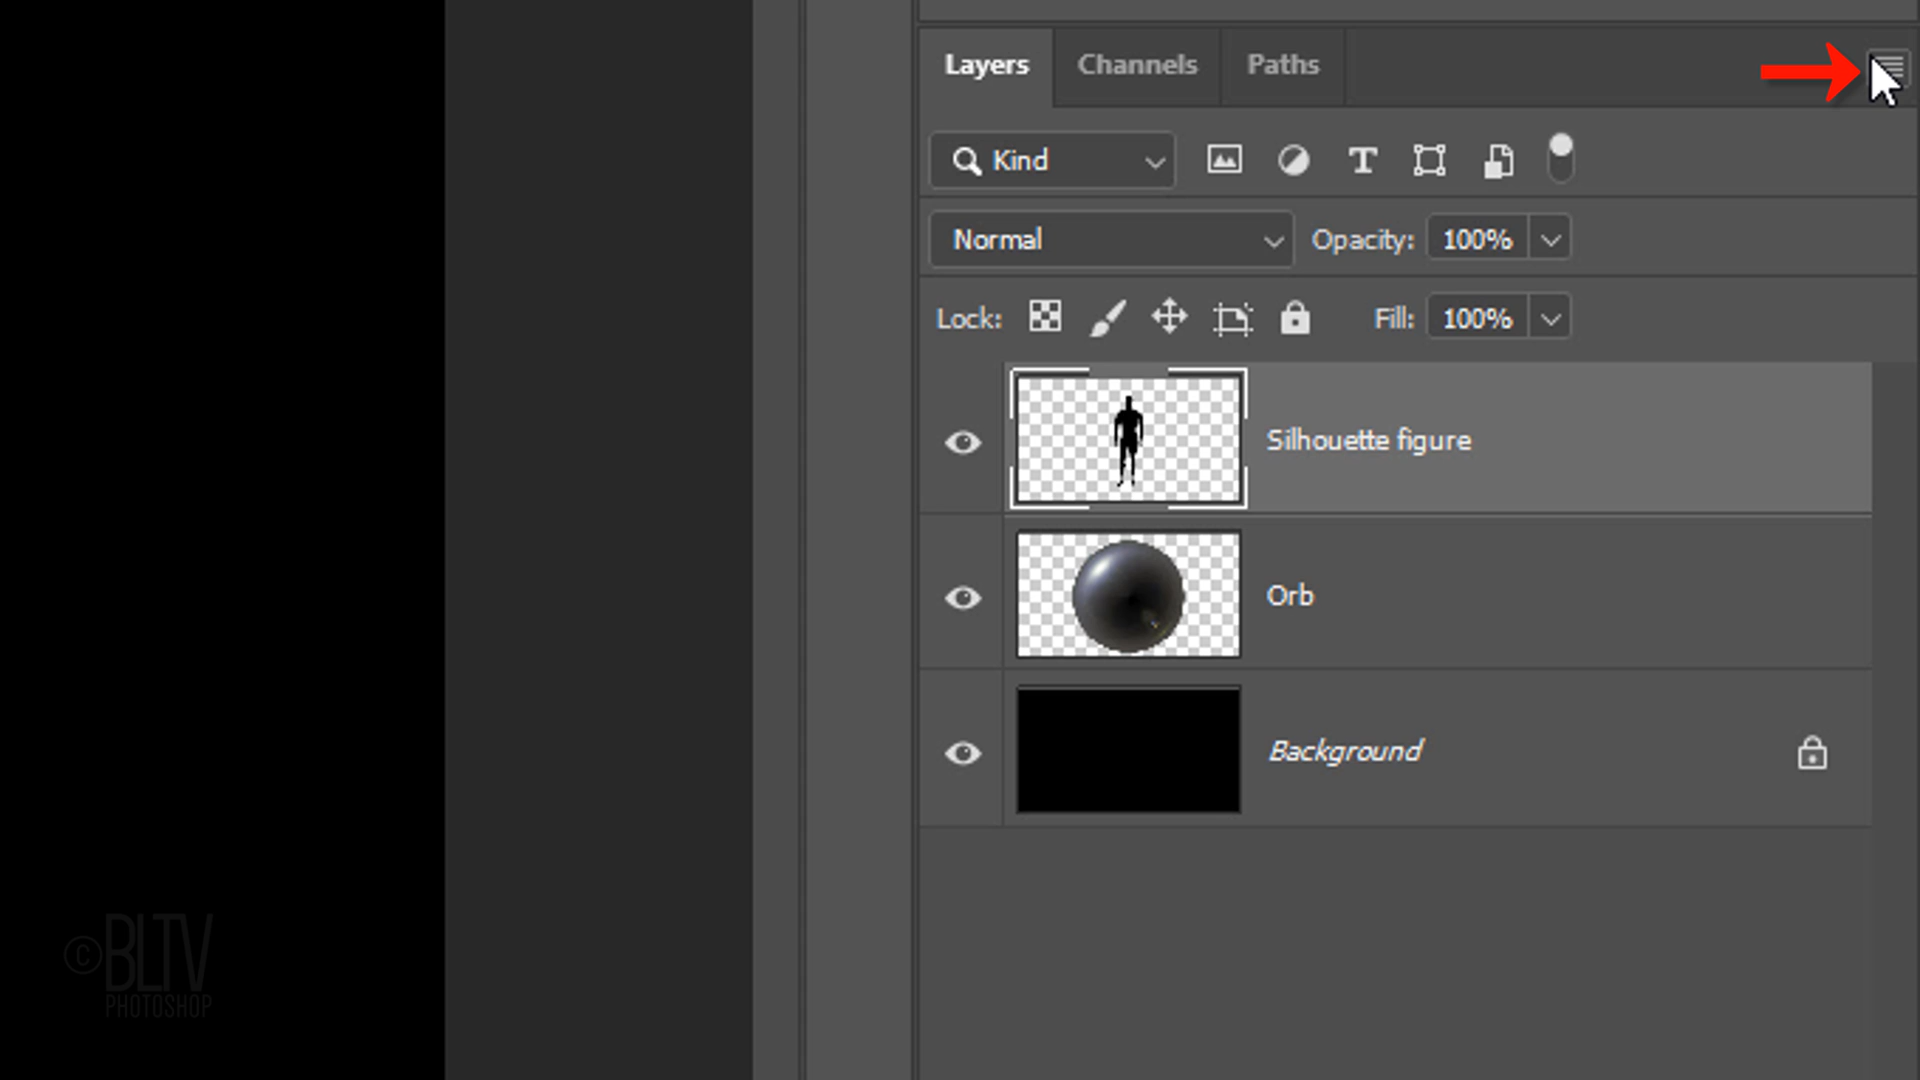 Layers Channels Paths
Kind
Normal Opacity: 100%
Lock: Fill: 100%
Silhouette figure
Orb
Background
©BLTV
PHOTOSHOP